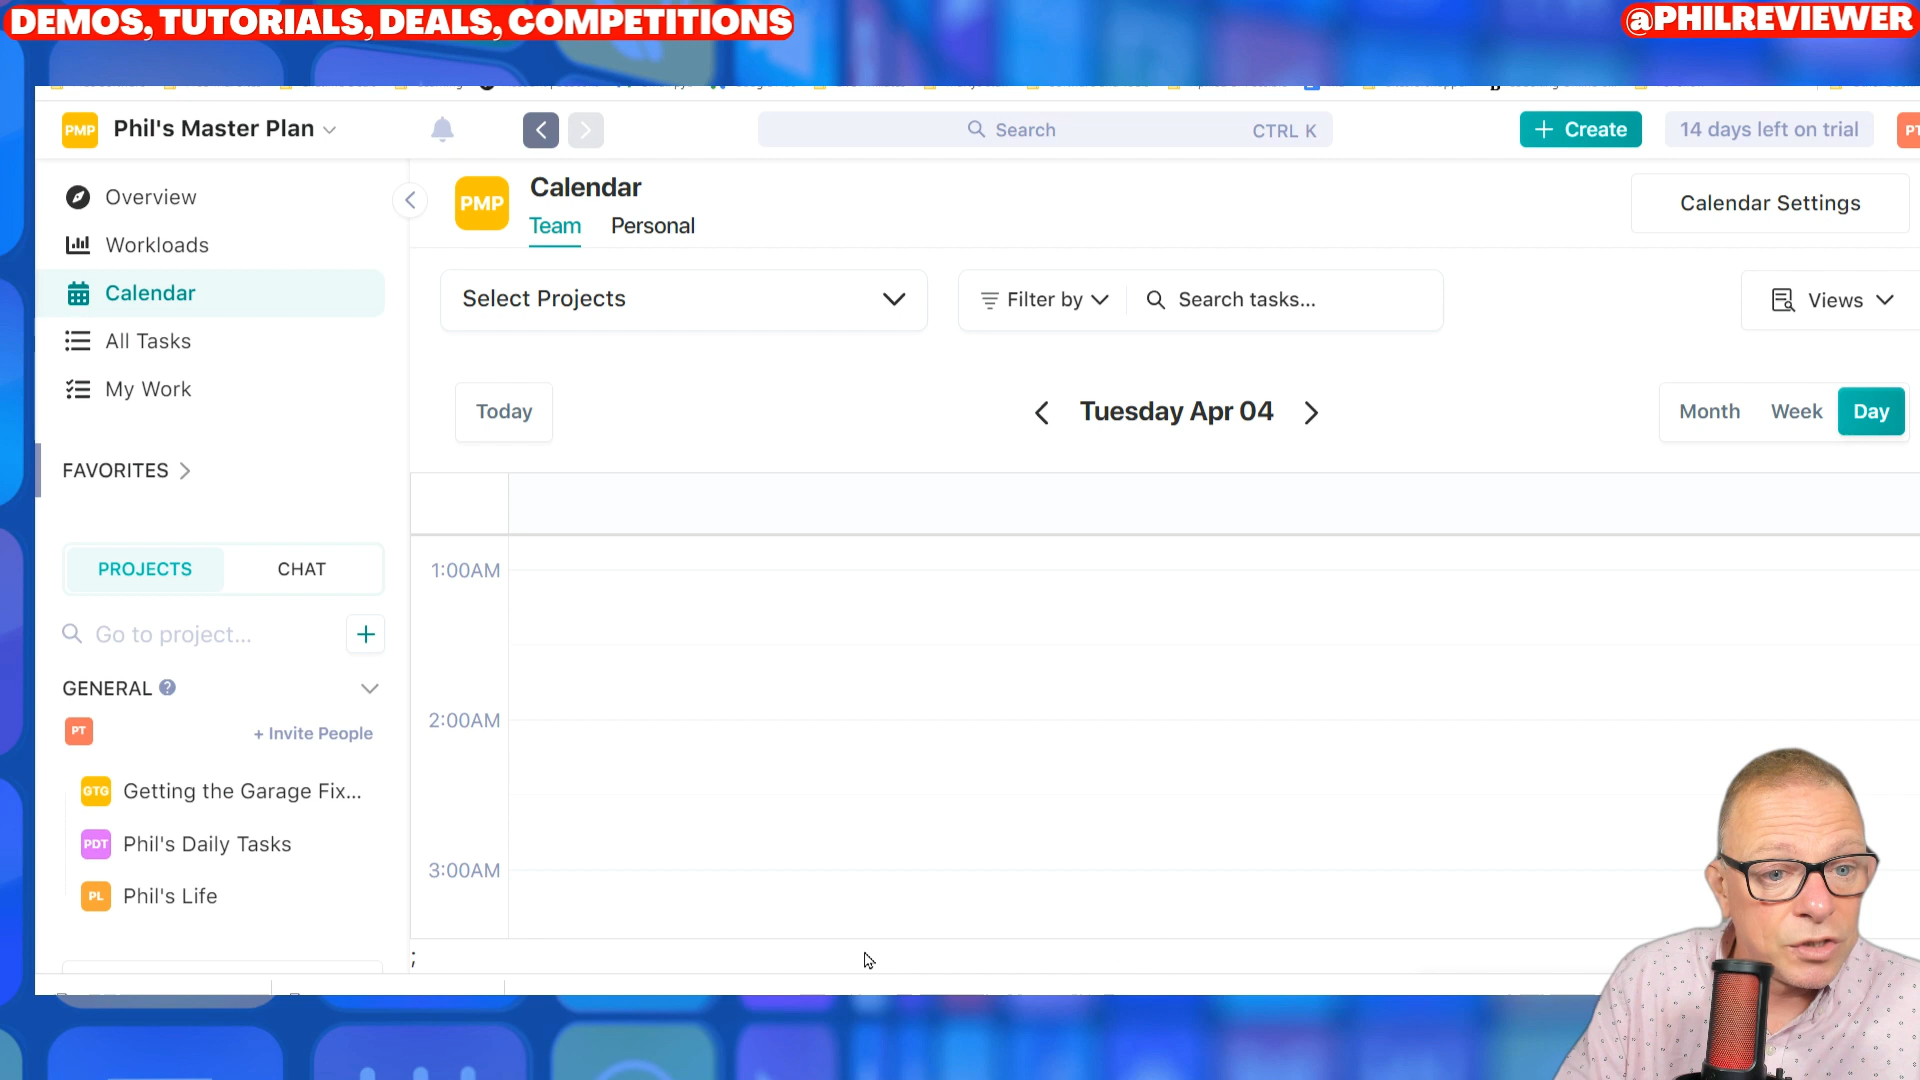 DEMOS, TUTORIALS, DEALS, COMPETITIONS
@PHILREVIEWER
PMP
Phil's Master Plan
Search
CTRL K
+ Create
14 days left on trial
PT
Overview
Workloads
Calendar
All Tasks
My Work
FAVORITES
PROJECTS
CHAT
Go to project...
+
GENERAL ?
PT
+ Invite People
GTG
Getting the Garage Fix...
PDT
Phil's Daily Tasks
PL
Phil's Life
PMP
Calendar
Team
Personal
Calendar Settings
Select Projects
Filter by
Search tasks...
Views
Today
Tuesday Apr 04
Month
Week
Day
1:00AM
2:00AM
3:00AM
;